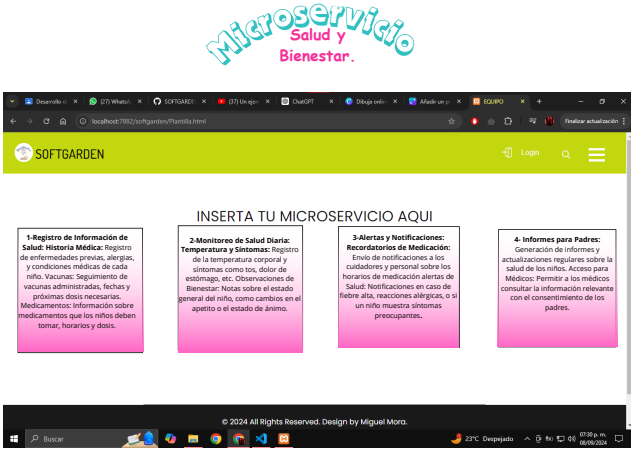 Microservicio
Salud y
Bienestar.
Desarrollo d
(27) WhatsA
SOFTGARDE
(37) Un ejer
ChatGPT
Dibuja onlin
Añadir un p
EQUIPO
localhost:7882/softgarden/Plantilla.html
Finalizar actualización
SOFTGARDEN
Login
INSERTA TU MICROSERVICIO AQUI
1-Registro de Información de
Salud: Historia Médica: Registro
de enfermedades previas, alergias,
y condiciones médicas de cada
niño. Vacunas: Seguimiento de
vacunas administradas, fechas y
próximas dosis necesarias.
Medicamentos: Información sobre
medicamentos que los niños deben
tomar, horarios y dosis.
2-Monitoreo de Salud Diaria:
Temperatura y Síntomas: Registro
de la temperatura corporal y
síntomas como tos, dolor de
estómago, etc. Observaciones de
Bienestar: Notas sobre el estado
general del niño, como cambios en el
apetito o el estado de ánimo.
3-Alertas y Notificaciones:
Recordatorios de Medicación:
Envío de notificaciones a los
cuidadores y personal sobre los
horarios de medicación alertas de
Salud: Notificaciones en caso de
fiebre alta, reacciones alérgicas, o si
un niño muestra síntomas
preocupantes.
4- Informes para Padres:
Generación de informes y
actualizaciones regulares sobre la
salud de los niños. Acceso para
Médicos: Permitir a los médicos
consultar la información relevante
con el consentimiento de los
padres.
© 2024 All Rights Reserved. Design by Miguel Mora.
Buscar
23°C Despejado
07:30 p. m.
08/09/2024